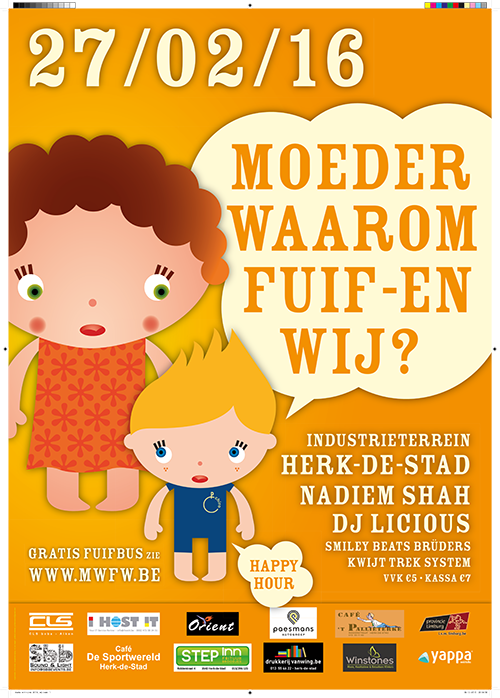 27/02/16
MOEDER
WAAROM
FUIF-EN
WIJ?
INDUSTRIETERREIN
HERK-DE-STAD
NADIEM SHAH
DJ LICIOUS
SMILEY BEATS BRÜDERS
KWIJT TREK SYSTEM
VVK €5 • KASSA €7
GRATIS FUIFBUS ZIE
WWW.MWFW.BE
HAPPY
HOUR
CLS
I HOST IT
Orient
paesmans
CAFÉ
't PALLIETERKE
provincie
Limburg
Sound & Light
Café
De Sportwereld
Herk-de-Stad
STEP inn
drukkerij vanwing.be
Winstones
yappa